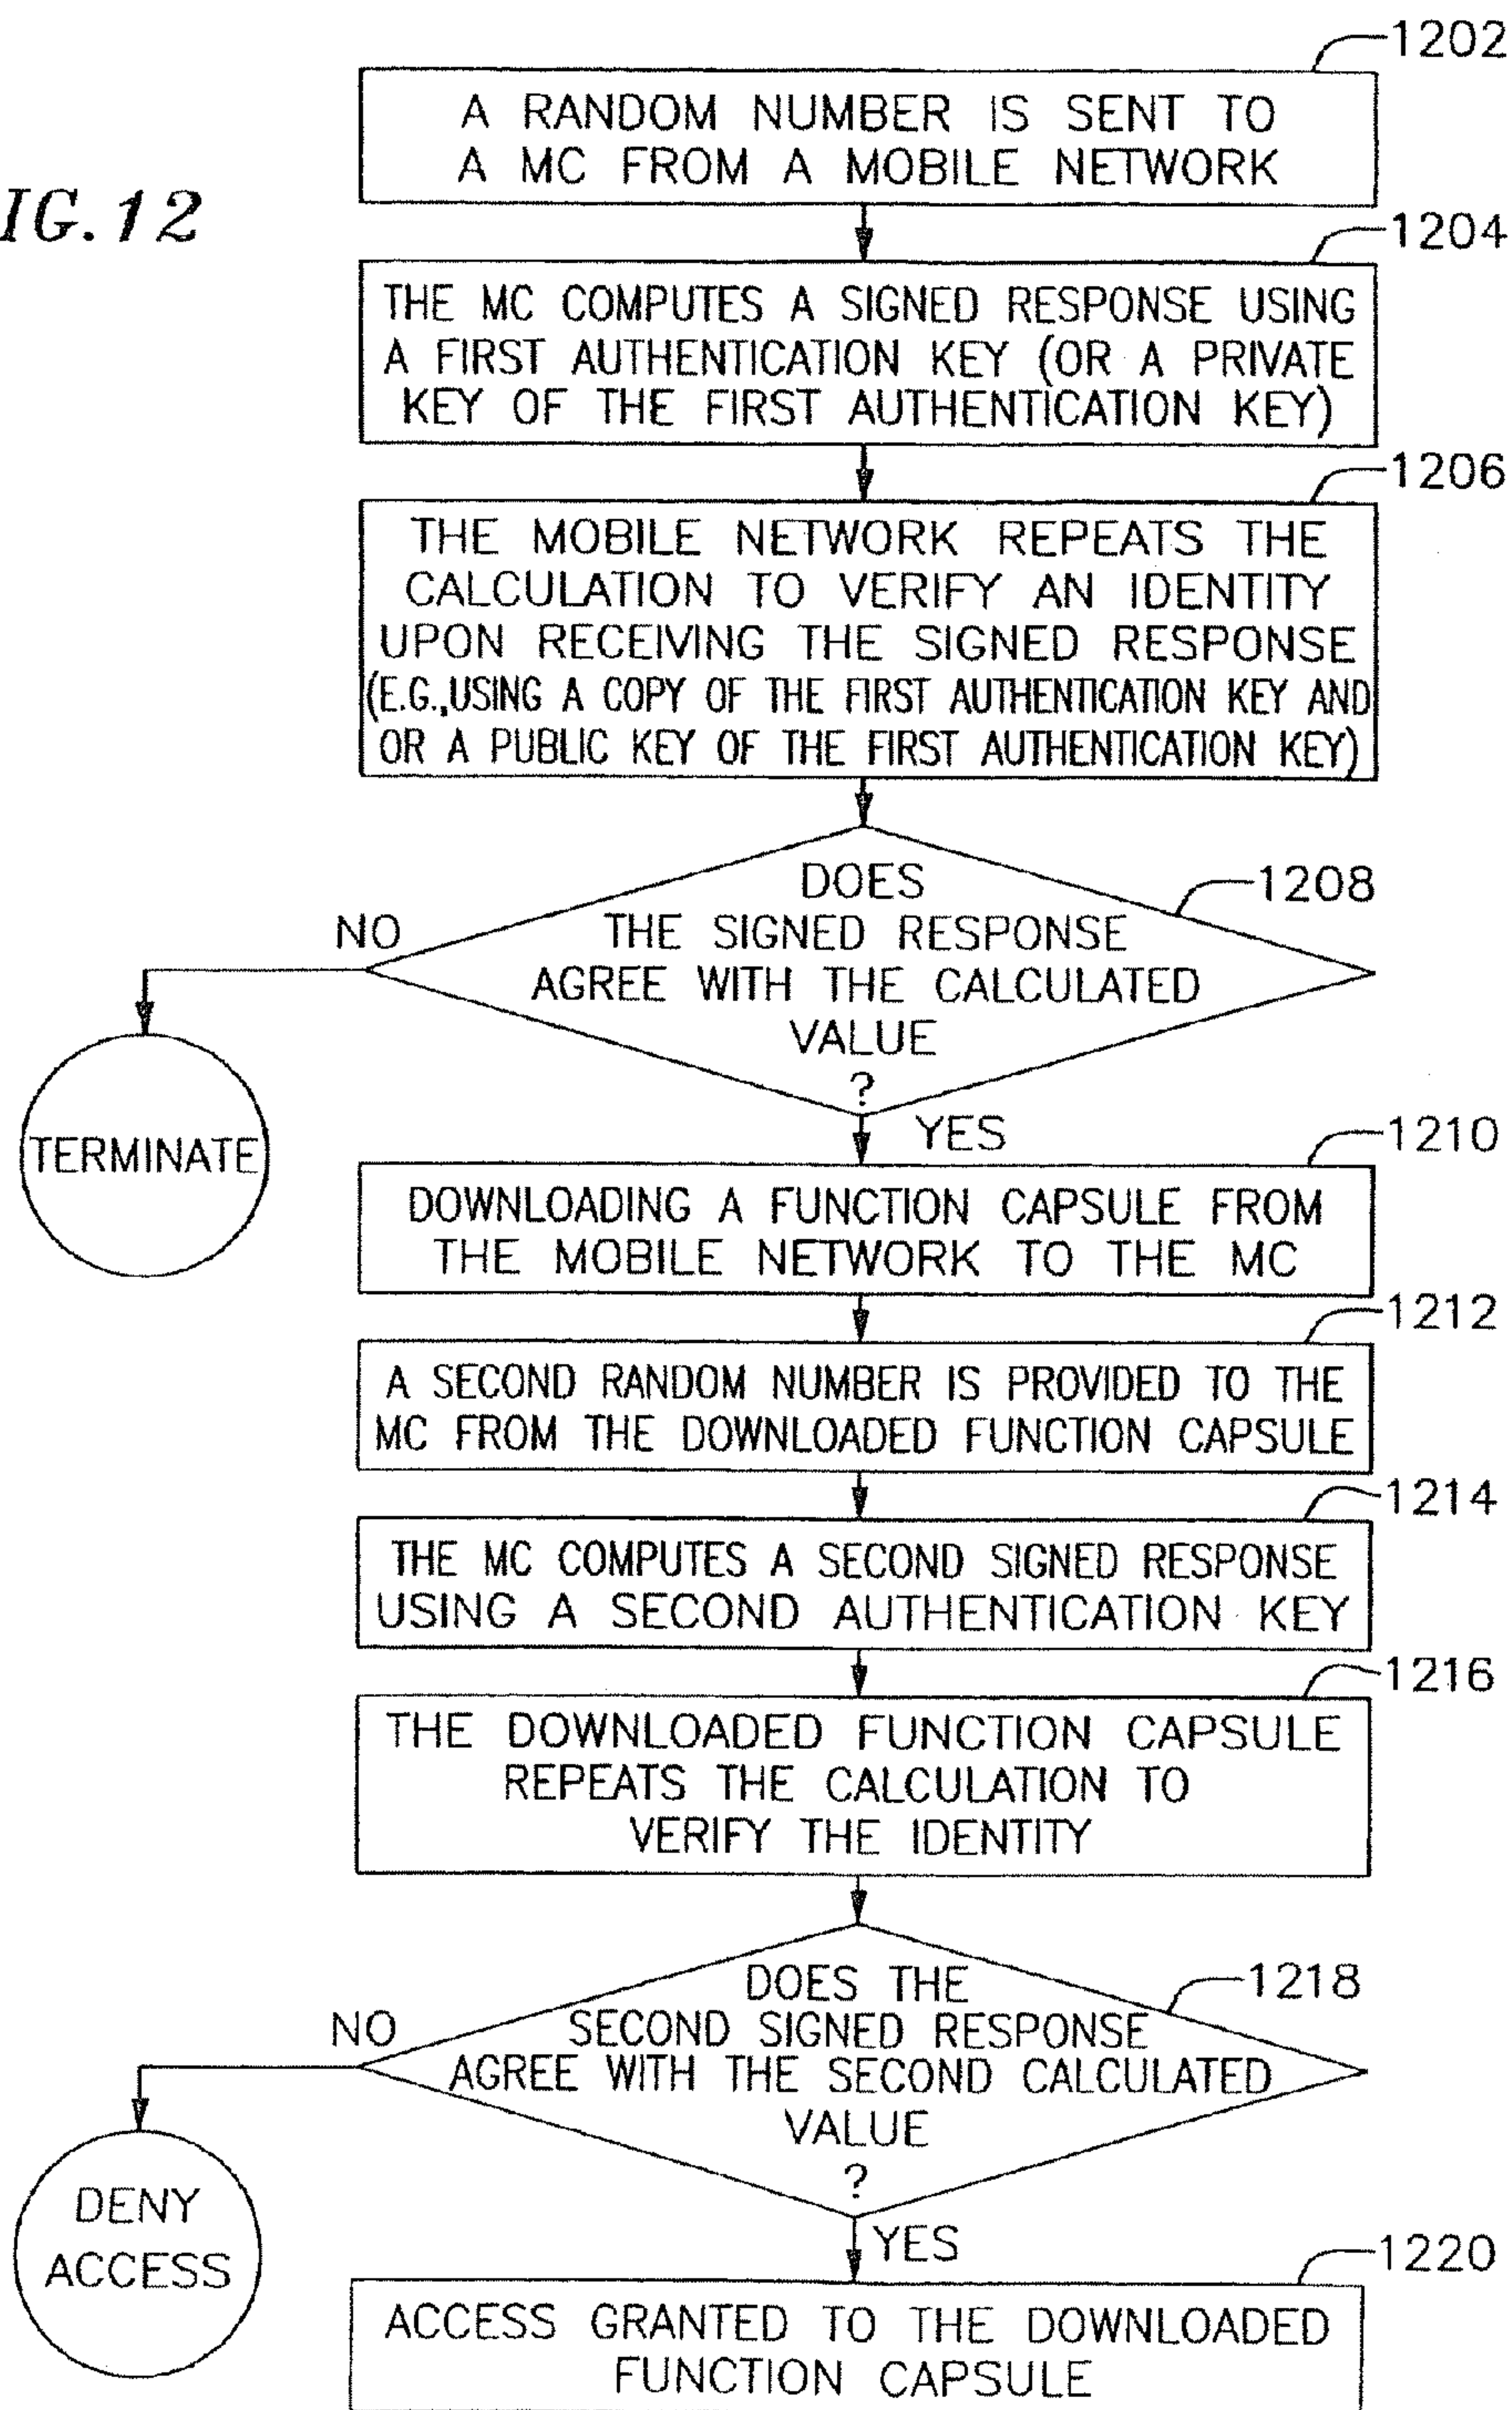 1202
A RANDOM NUMBER IS SENT TO
A MC FROM A MOBILE NETWORK
IG.12
1204
THE MC COMPUTES A SIGNED RESPONSE USING
A FIRST AUTHENTICATION KEY (OR A PRIVATE
KEY OF THE FIRST AUTHENTICATION KEY)
1206
THE MOBILE NETWORK REPEATS THE
CALCULATION TO VERIFY AN IDENTITY
UPON RECEIVING THE SIGNED RESPONSE
(E.G.,USING A COPY OF THE FIRST AUTHENTICATION KEY AND
OR A PUBLIC KEY OF THE FIRST AUTHENTICATION KEY)
1208
DOES
THE SIGNED RESPONSE
AGREE WITH THE CALCULATED
VALUE
?
NO
TERMINATE
YES
1210
DOWNLOADING A FUNCTION CAPSULE FROM
THE MOBILE NETWORK TO THE MC
1212
A SECOND RANDOM NUMBER IS PROVIDED TO THE
MC FROM THE DOWNLOADED FUNCTION CAPSULE
1214
THE MC COMPUTES A SECOND SIGNED RESPONSE
USING A SECOND AUTHENTICATION KEY
1216
THE DOWNLOADED FUNCTION CAPSULE
REPEATS THE CALCULATION TO
VERIFY THE IDENTITY
1218
DOES THE
SECOND SIGNED RESPONSE
AGREE WITH THE SECOND CALCULATED
VALUE
?
NO
DENY
ACCESS
YES
1220
ACCESS GRANTED TO THE DOWNLOADED
FUNCTION CAPSULE